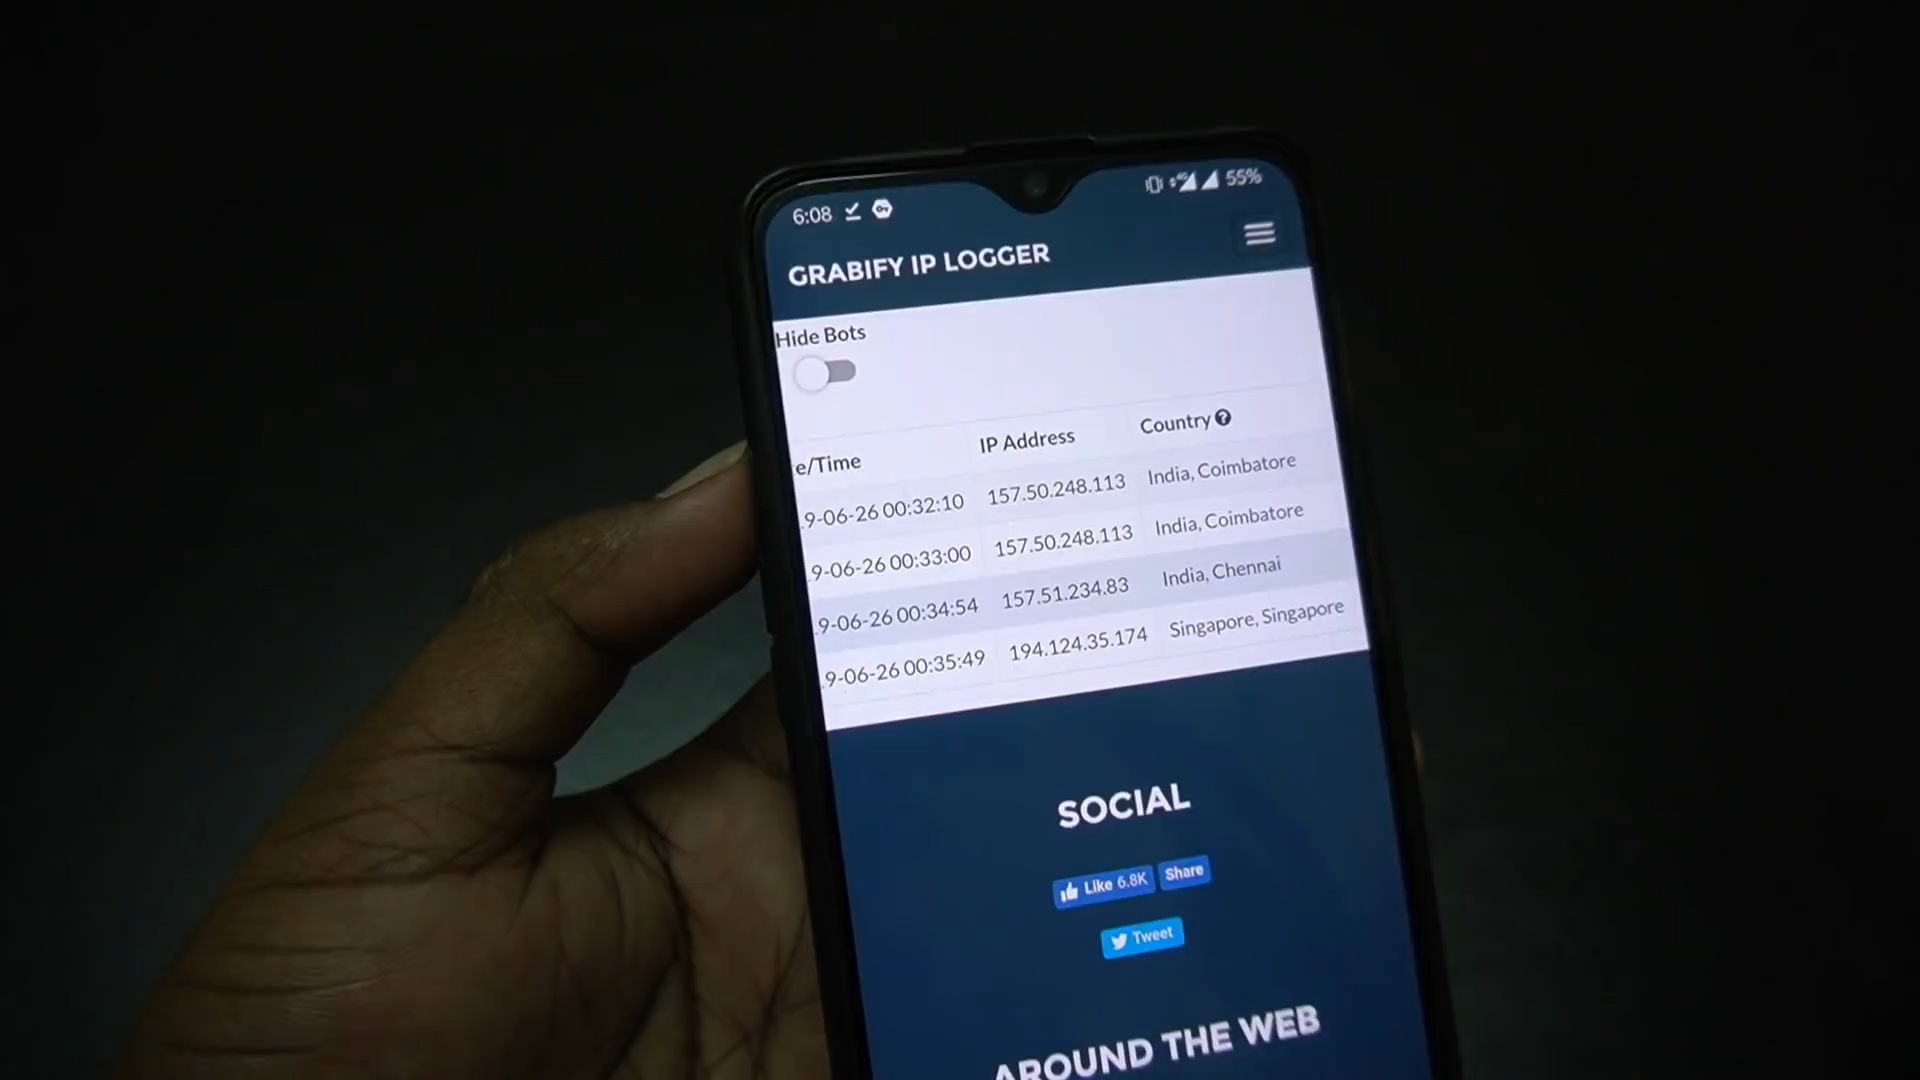 6:08 55%
GRABIFY IP LOGGER
Hide Bots
e/Time IP Address Country
.9-06-26 00:32:10 157.50.248.113 India, Coimbatore
.9-06-26 00:33:00 157.50.248.113 India, Coimbatore
.9-06-26 00:34:54 157.51.234.83 India, Chennai
.9-06-26 00:35:49 194.124.35.174 Singapore, Singapore
SOCIAL
Like 6.8K Share
Tweet
AROUND THE WEB